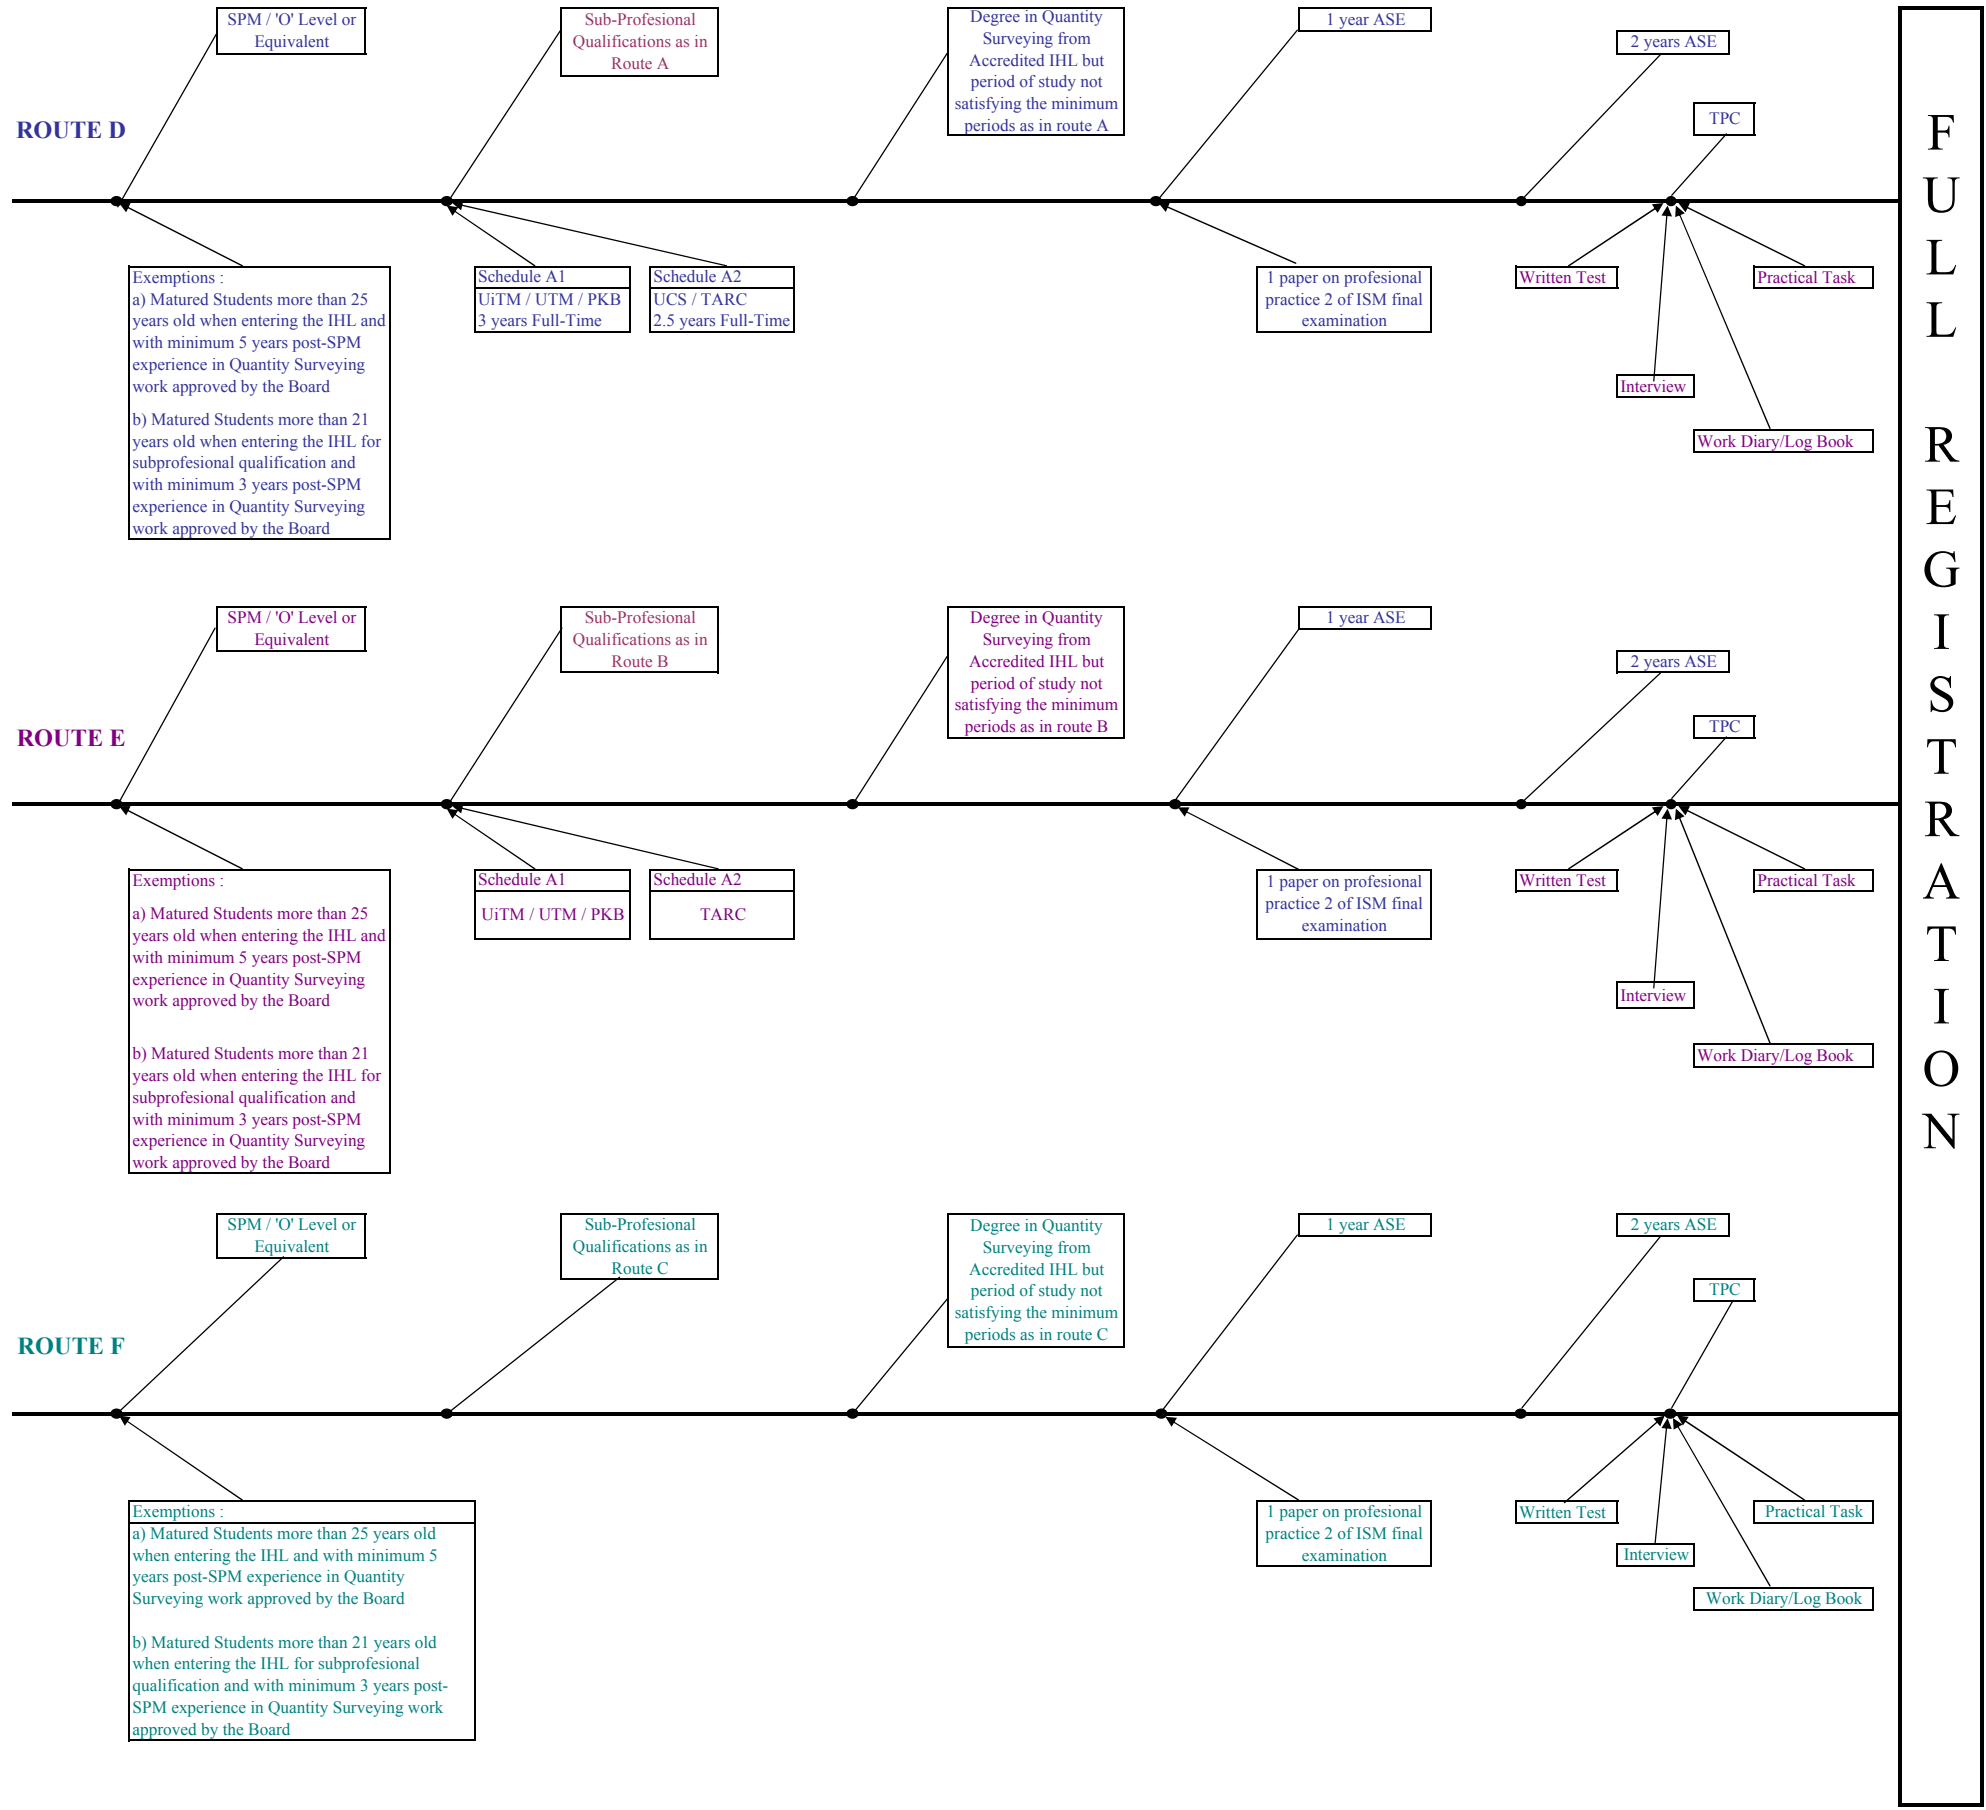 SPM / 'O' Level or
Equivalent
Sub-Profesional
Qualifications as in
Route A
Degree in Quantity
Surveying from
Accredited IHL but
period of study not
satisfying the minimum
periods as in route A
1 year ASE
2 years ASE
TPC
ROUTE D
Exemptions :
a) Matured Students more than 25
years old when entering the IHL and
with minimum 5 years post-SPM
experience in Quantity Surveying
work approved by the Board
b) Matured Students more than 21
years old when entering the IHL for
subprofesional qualification and
with minimum 3 years post-SPM
experience in Quantity Surveying
work approved by the Board
Schedule A1
UiTM / UTM / PKB
3 years Full-Time
Schedule A2
UCS / TARC
2.5 years Full-Time
1 paper on profesional
practice 2 of ISM final
examination
Written Test
Practical Task
Interview
Work Diary/Log Book
SPM / 'O' Level or
Equivalent
Sub-Profesional
Qualifications as in
Route B
Degree in Quantity
Surveying from
Accredited IHL but
period of study not
satisfying the minimum
periods as in route B
1 year ASE
2 years ASE
TPC
ROUTE E
Exemptions :
a) Matured Students more than 25
years old when entering the IHL and
with minimum 5 years post-SPM
experience in Quantity Surveying
work approved by the Board
b) Matured Students more than 21
years old when entering the IHL for
subprofesional qualification and
with minimum 3 years post-SPM
experience in Quantity Surveying
work approved by the Board
Schedule A1
UiTM / UTM / PKB
Schedule A2
TARC
1 paper on profesional
practice 2 of ISM final
examination
Written Test
Practical Task
Interview
Work Diary/Log Book
SPM / 'O' Level or
Equivalent
Sub-Profesional
Qualifications as in
Route C
Degree in Quantity
Surveying from
Accredited IHL but
period of study not
satisfying the minimum
periods as in route C
1 year ASE
2 years ASE
TPC
ROUTE F
Exemptions :
a) Matured Students more than 25 years old
when entering the IHL and with minimum 5
years post-SPM experience in Quantity
Surveying work approved by the Board
b) Matured Students more than 21 years old
when entering the IHL for subprofesional
qualification and with minimum 3 years post-
SPM experience in Quantity Surveying work
approved by the Board
1 paper on profesional
practice 2 of ISM final
examination
Written Test
Practical Task
Interview
Work Diary/Log Book
FULL REGISTRATION